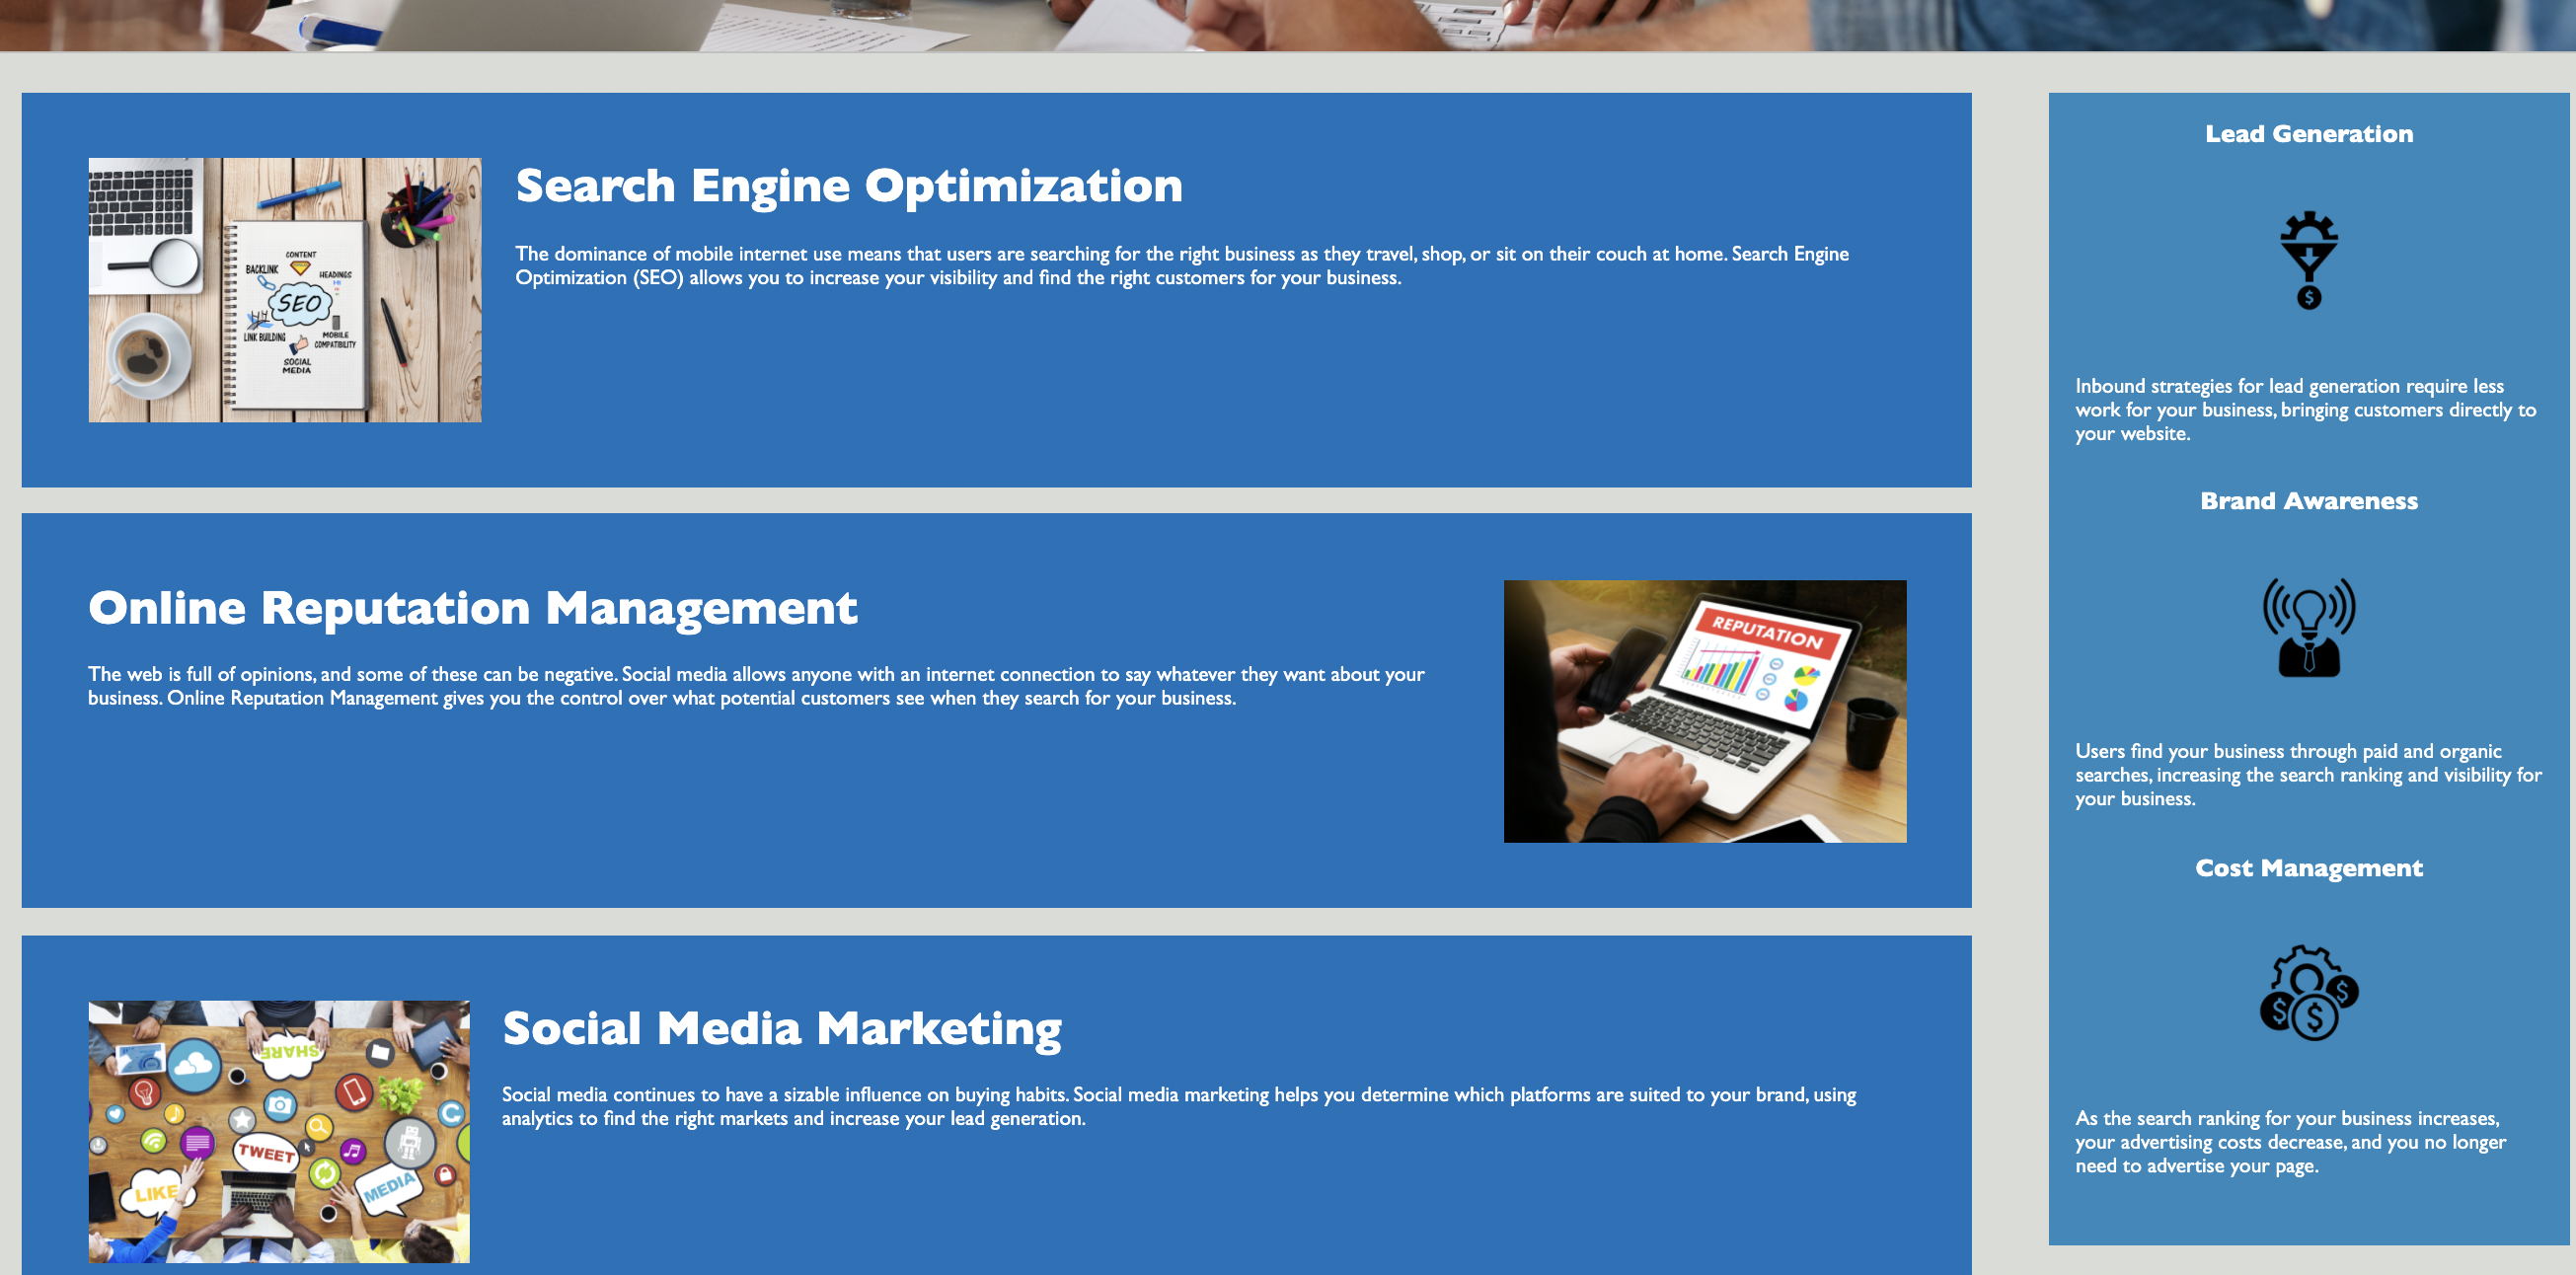 Search Engine Optimization
The dominance of mobile internet use means that users are searching for the right business as they travel, shop, or sit on their couch at home. Search Engine
Optimization (SEO) allows you to increase your visibility and find the right customers for your business.
CONTENT
BACKLINK
HEADINGS
SEO
LINK BUILDING
MOBILE
COMPATIBILITY
SOCIAL
MEDIA
Online Reputation Management
The web is full of opinions, and some of these can be negative. Social media allows anyone with an internet connection to say whatever they want about your
business. Online Reputation Management gives you the control over what potential customers see when they search for your business.
REPUTATION
Social Media Marketing
Social media continues to have a sizable influence on buying habits. Social media marketing helps you determine which platforms are suited to your brand, using
analytics to find the right markets and increase your lead generation.
SHARE
TWEET
LIKE
MEDIA
Lead Generation
$
Inbound strategies for lead generation require less
work for your business, bringing customers directly to
your website.
Brand Awareness
Users find your business through paid and organic
searches, increasing the search ranking and visibility for
your business.
Cost Management
$ $ $
As the search ranking for your business increases,
your advertising costs decrease, and you no longer
need to advertise your page.